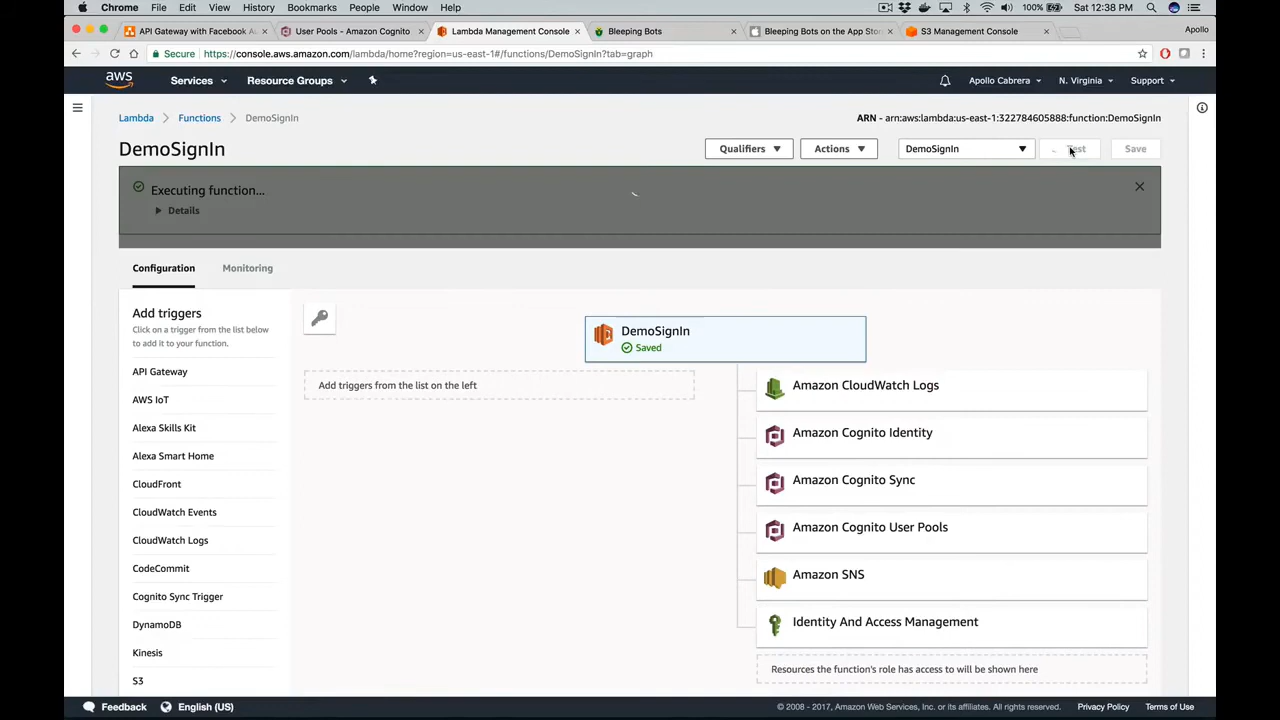 Chrome File Edit View History Bookmarks People Window Help 100% Sat 12:38 PM
API Gateway with Facebook Au User Pools - Amazon Cognito Lambda Management Console Bleeping Bots Bleeping Bots on the App Stor S3 Management Console Apollo
Secure https://console.aws.amazon.com/lambda/home?region=us-east-1#/functions/DemoSignIn?tab=graph
aws Services Resource Groups Apollo Cabrera N. Virginia Support
Lambda Functions DemoSignIn ARN - arn:aws:lambda:us-east-1:322784605888:function:DemoSignIn
DemoSignIn Qualifiers Actions DemoSignIn Test Save
Executing function...
Details
Configuration Monitoring
Add triggers
Click on a trigger from the list below
to add it to your function.
API Gateway
AWS IoT
Alexa Skills Kit
Alexa Smart Home
CloudFront
CloudWatch Events
CloudWatch Logs
CodeCommit
Cognito Sync Trigger
DynamoDB
Kinesis
S3
DemoSignIn
Saved
Add triggers from the list on the left
Amazon CloudWatch Logs
Amazon Cognito Identity
Amazon Cognito Sync
Amazon Cognito User Pools
Amazon SNS
Identity And Access Management
Resources the function's role has access to will be shown here
Feedback English (US) © 2008 - 2017, Amazon Web Services, Inc. or its affiliates. All rights reserved. Privacy Policy Terms of Use